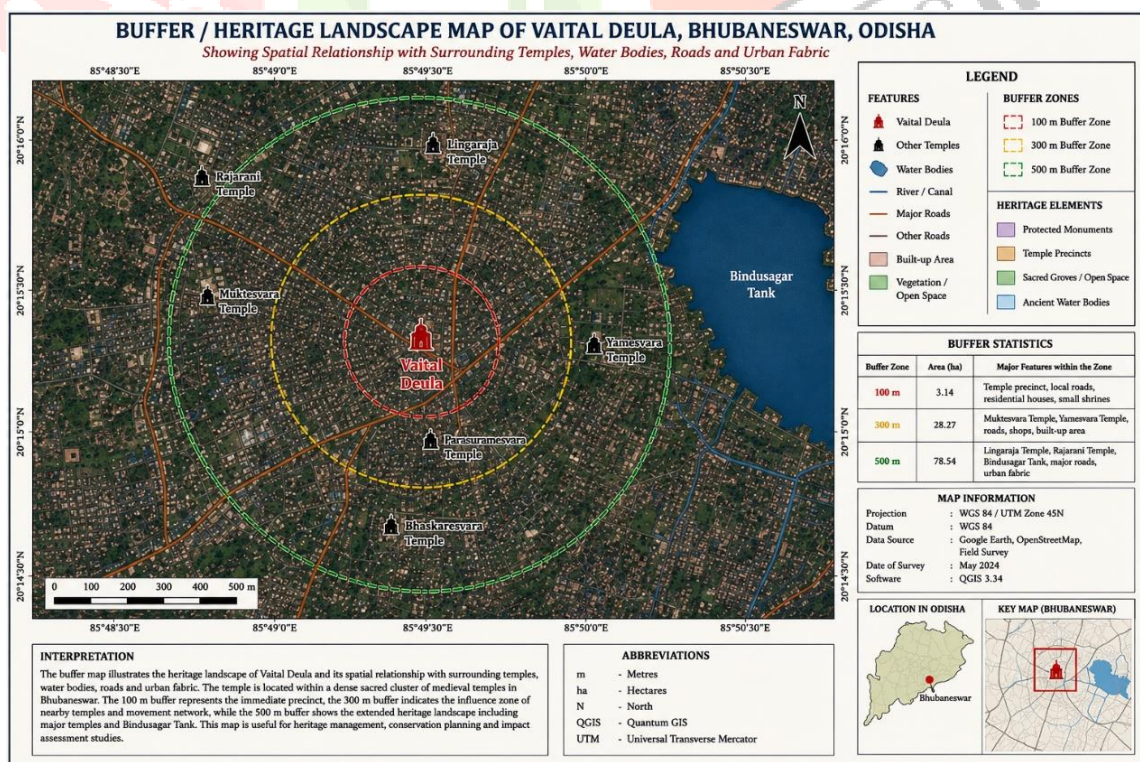 BUFFER / HERITAGE LANDSCAPE MAP OF VAITAL DEULA, BHUBANESWAR, ODISHA
Showing Spatial Relationship with Surrounding Temples, Water Bodies, Roads and Urban Fabric
85°48'30"E 85°49'0"E 85°49'30"E 85°50'0"E 85°50'30"E
20°16'0"N
20°15'30"N
20°15'0"N
20°14'30"N
N
Lingaraja
Temple
Rajarani
Temple
Muktesvara
Temple
Bindusagar
Tank
Yamesvara
Temple
Vaital
Deula
Parasuramesvara
Temple
Bhaskaresvara
Temple
0 100 200 300 400 500 m
20°16'0"N
20°15'30"N
20°15'0"N
20°14'30"N
85°48'30"E 85°49'0"E 85°49'30"E 85°50'0"E 85°50'30"E
LEGEND
FEATURES
Vaital Deula
Other Temples
Water Bodies
River / Canal
Major Roads
Other Roads
Built-up Area
Vegetation /
Open Space
BUFFER ZONES
100 m Buffer Zone
300 m Buffer Zone
500 m Buffer Zone
HERITAGE ELEMENTS
Protected Monuments
Temple Precincts
Sacred Groves / Open Space
Ancient Water Bodies
BUFFER STATISTICS
Buffer Zone Area (ha) Major Features within the Zone
100 m 3.14 Temple precinct, local roads,
residential houses, small shrines
300 m 28.27 Muktesvara Temple, Yamesvara Temple,
roads, shops, built-up area
500 m 78.54 Lingaraja Temple, Rajarani Temple,
Bindusagar Tank, major roads,
urban fabric
MAP INFORMATION
Projection : WGS 84 / UTM Zone 45N
Datum : WGS 84
Data Source : Google Earth, OpenStreetMap,
Field Survey
Date of Survey : May 2024
Software : QGIS 3.34
LOCATION IN ODISHA
Bhubaneswar
KEY MAP (BHUBANESWAR)
INTERPRETATION
The buffer map illustrates the heritage landscape of Vaital Deula and its spatial relationship with surrounding temples,
water bodies, roads and urban fabric. The temple is located within a dense sacred cluster of medieval temples in
Bhubaneswar. The 100 m buffer represents the immediate precinct, the 300 m buffer indicates the influence zone of
nearby temples and movement network, while the 500 m buffer shows the extended heritage landscape including
major temples and Bindusagar Tank. This map is useful for heritage management, conservation planning and impact
assessment studies.
ABBREVIATIONS
m - Metres
ha - Hectares
N - North
QGIS - Quantum GIS
UTM - Universal Transverse Mercator